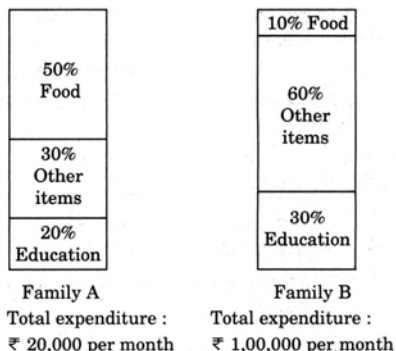 50%
Food
30%
Other
items
20%
Education
Family A
Total expenditure :
₹ 20,000 per month
10% Food
60%
Other
items
30%
Education
Family B
Total expenditure :
₹ 1,00,000 per month